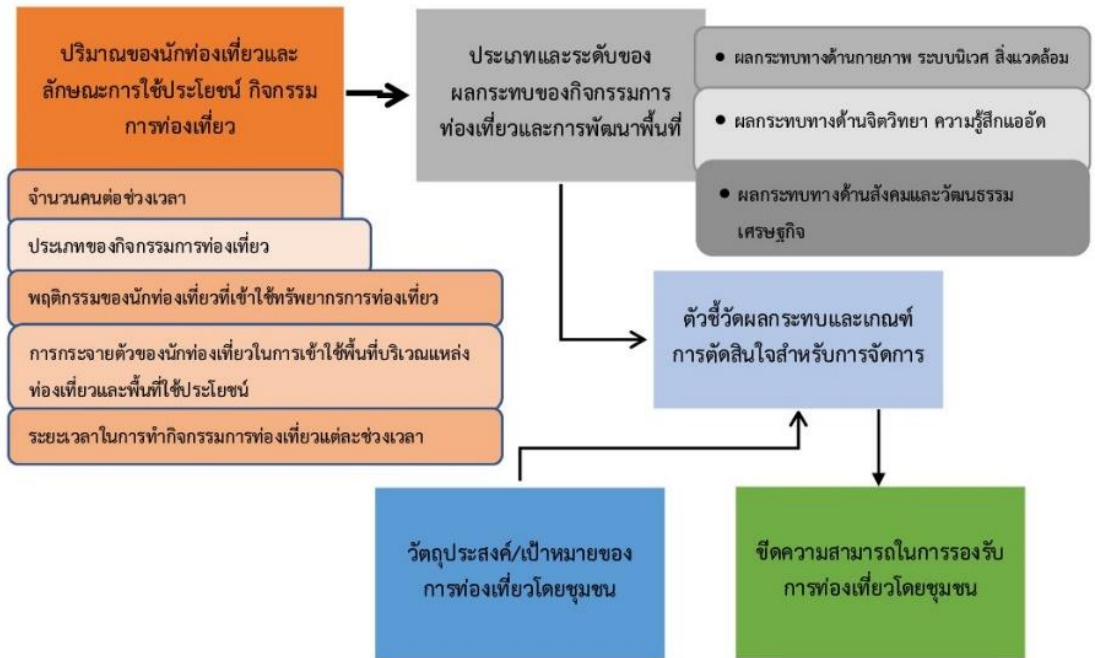 ปริมาณของนักท่องเที่ยวและ
ลักษณะการใช้ประโยชน์ กิจกรรม
การท่องเที่ยว
จำนวนคนต่อช่วงเวลา
ประเภทของกิจกรรมการท่องเที่ยว
พฤติกรรมของนักท่องเที่ยวที่เข้าใช้ทรัพยากรการท่องเที่ยว
การกระจายตัวของนักท่องเที่ยวในการเข้าใช้พื้นที่บริเวณแหล่ง
ท่องเที่ยวและพื้นที่ใช้ประโยชน์
ระยะเวลาในการทำกิจกรรมการท่องเที่ยวแต่ละช่วงเวลา
ประเภทและระดับของ
ผลกระทบของกิจกรรมการ
ท่องเที่ยวและการพัฒนาพื้นที่
• ผลกระทบทางด้านกายภาพ ระบบนิเวศ สิ่งแวดล้อม
• ผลกระทบทางด้านจิตวิทยา ความรู้สึกแออัด
• ผลกระทบทางด้านสังคมและวัฒนธรรม
เศรษฐกิจ
ตัวชี้วัดผลกระทบและเกณฑ์
การตัดสินใจสำหรับการจัดการ
วัตถุประสงค์/เป้าหมายของ
การท่องเที่ยวโดยชุมชน
ขีดความสามารถในการรองรับ
การท่องเที่ยวโดยชุมชน